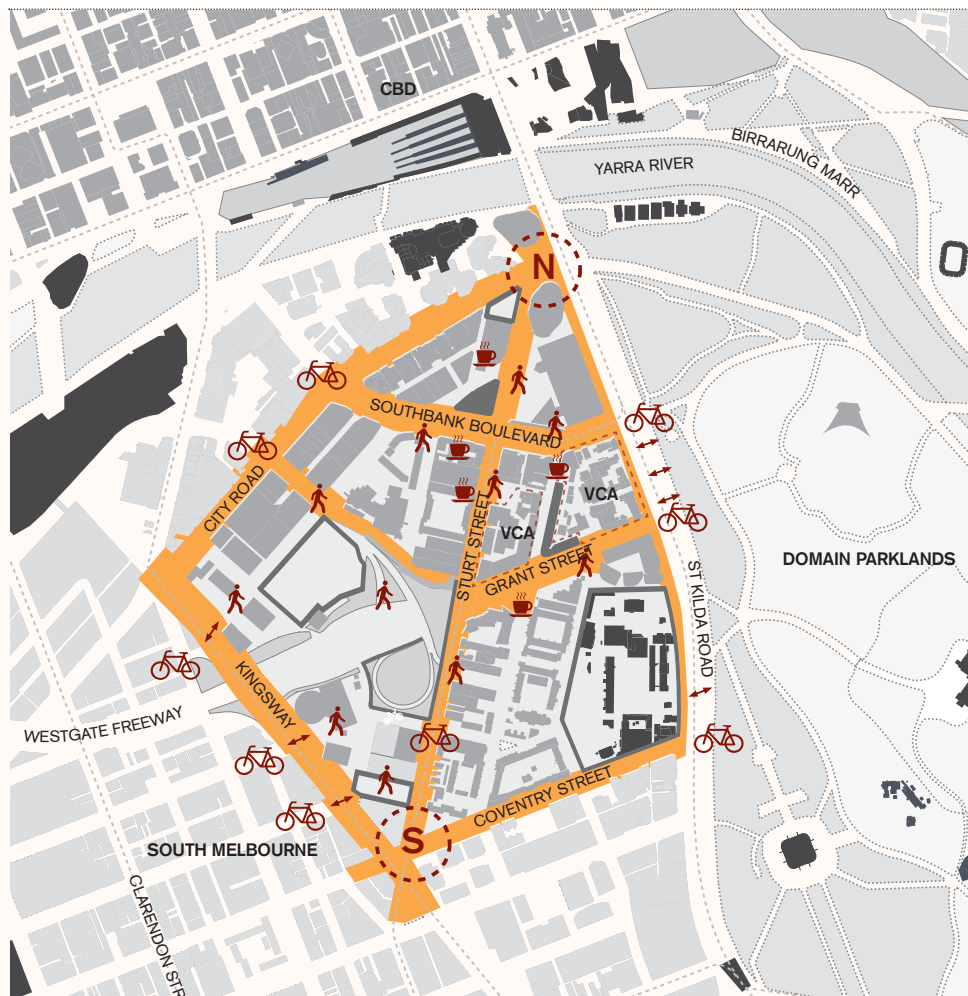 CBD
BIRRARUNG MARR
YARRA RIVER
N
SOUTHBANK BOULEVARD
CITY ROAD
VCA
VCA
STURT STREET
GRANT STREET
DOMAIN PARKLANDS
ST KILDA ROAD
KINGSWAY
WESTGATE FREEWAY
COVENTRY STREET
S
SOUTH MELBOURNE
CLARENDON STR